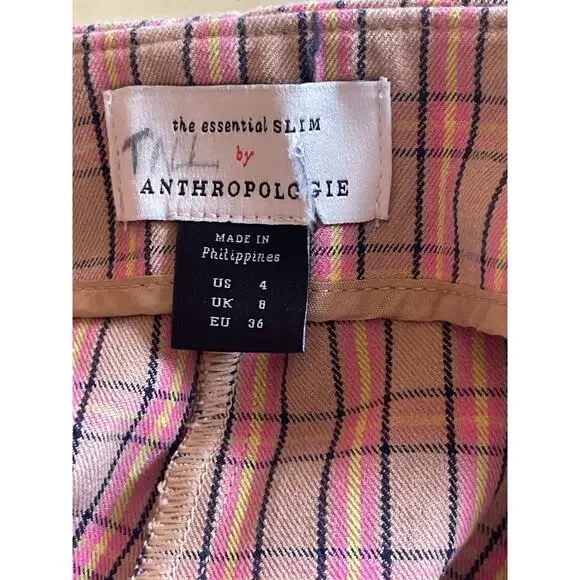 the essential SLIM
TALL
by
ANTHROPOLOGIE
MADE IN
Philippines
US 4
UK 8
EU 36